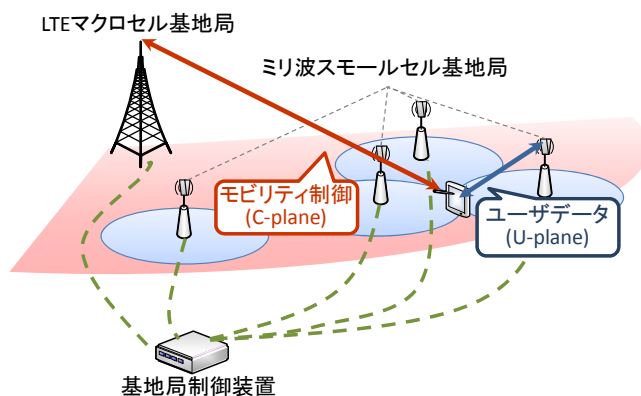 LTEマクロセル基地局
ミリ波スモールセル基地局
モビリティ制御
(C-plane)
ユーザデータ
(U-plane)
基地局制御装置